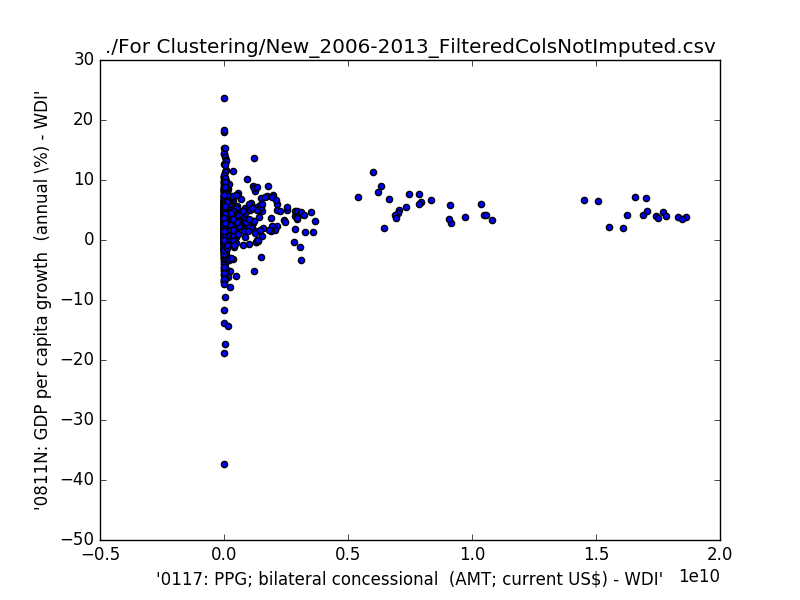 ./For Clustering/New_2006-2013_FilteredColsNotImputed.csv
30
20
10
0
−10
−20
−30
−40
−50
'0811N: GDP per capita growth  (annual \%) - WDI'
−0.5 0.0 0.5 1.0 1.5 2.0
1e10
'0117: PPG; bilateral concessional  (AMT; current US$) - WDI'